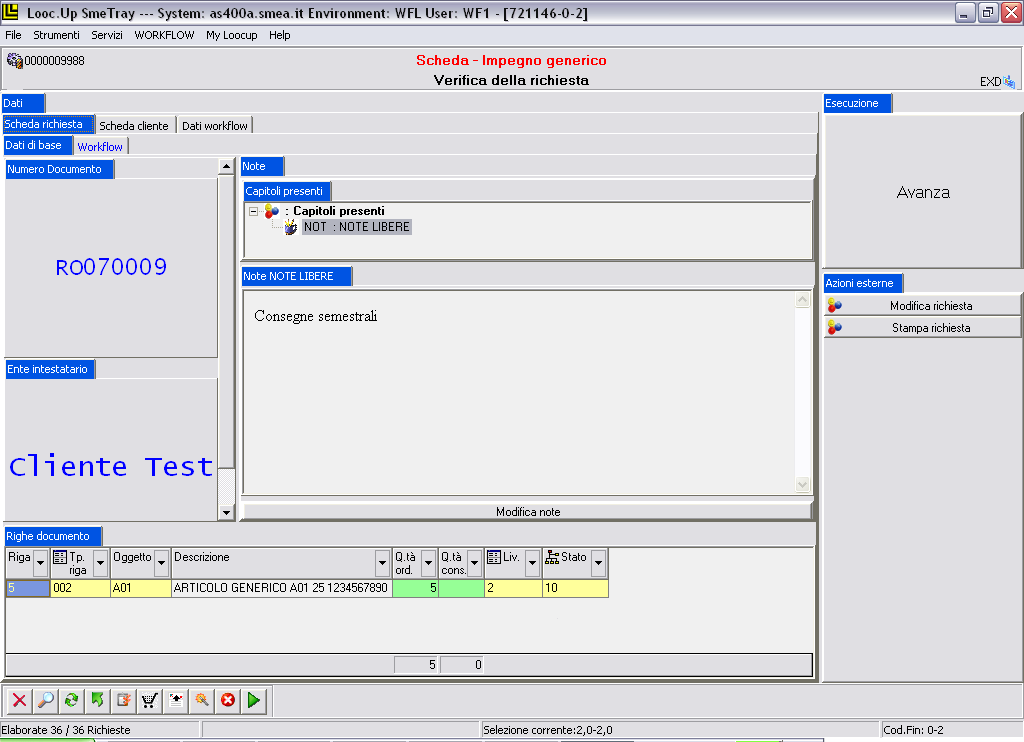 Looc.Up SmeTray --- System: as400a.smea.it Environment: WFL User: WF1 - [721146-0-2]
File Strumenti Servizi WORKFLOW My Loocup Help
0000009988
Scheda - Impegno generico
Verifica della richiesta
EXD
Dati
Esecuzione
Scheda richiesta Scheda cliente Dati workflow
Dati di base Workflow
Numero Documento
RO070009
Ente intestatario
Cliente Test
Note
Capitoli presenti
: Capitoli presenti
NOT : NOTE LIBERE
Note NOTE LIBERE
Consegne semestrali
Modifica note
Avanza
Azioni esterne
Modifica richiesta
Stampa richiesta
Righe documento
Riga Tp. riga Oggetto Descrizione Q.tà ord. Q.tà cons. Liv. Stato
5 002 A01 ARTICOLO GENERICO A01 25 1234567890 5 2 10
5 0
Elaborate 36 / 36 Richieste Selezione corrente:2,0-2,0 Cod.Fin: 0-2